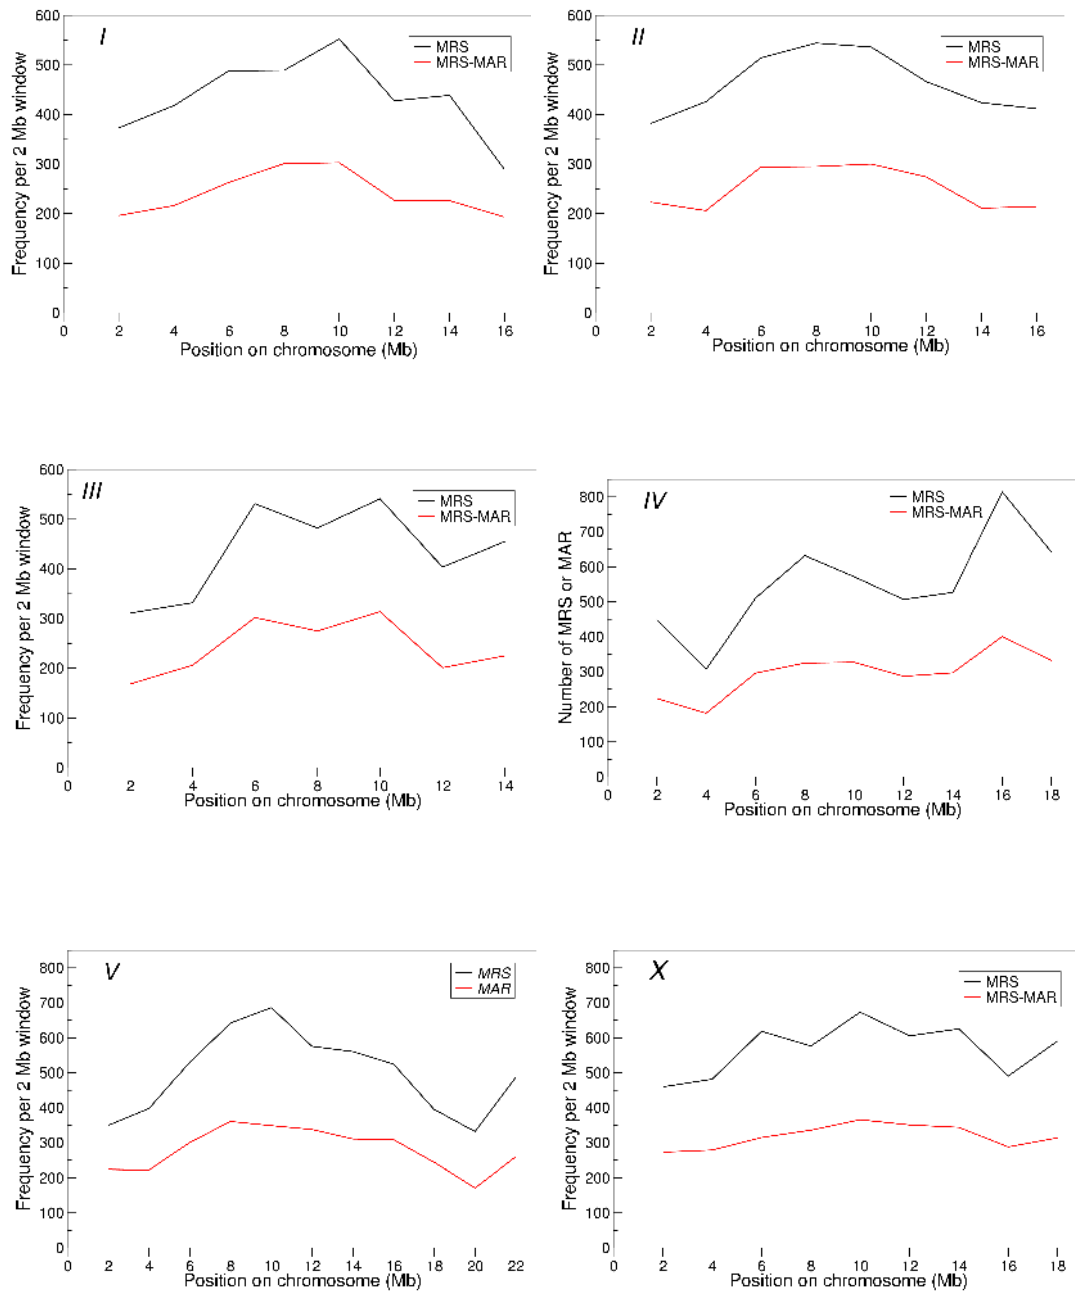 I
MRS
MRS-MAR
Frequency per 2 Mb window
600
500
400
300
200
100
0
0 2 4 6 8 10 12 14 16
Position on chromosome (Mb)
II
MRS
MRS-MAR
Frequency per 2 Mb window
600
500
400
300
200
100
0
0 2 4 6 8 10 12 14 16
Position on chromosome (Mb)
III
MRS
MRS-MAR
Frequency per 2 Mb window
600
500
400
300
200
100
0
0 2 4 6 8 10 12 14
Position on chromosome (Mb)
IV
MRS
MRS-MAR
Number of MRS or MAR
800
700
600
500
400
300
200
100
0
0 2 4 6 8 10 12 14 16 18
Position on chromosome (Mb)
V
MRS
MAR
Frequency per 2 Mb window
800
700
600
500
400
300
200
100
0
0 2 4 6 8 10 12 14 16 18 20 22
Position on chromosome (Mb)
X
MRS
MRS-MAR
Frequency per 2 Mb window
800
700
600
500
400
300
200
100
0
0 2 4 6 8 10 12 14 16 18
Position on chromosome (Mb)